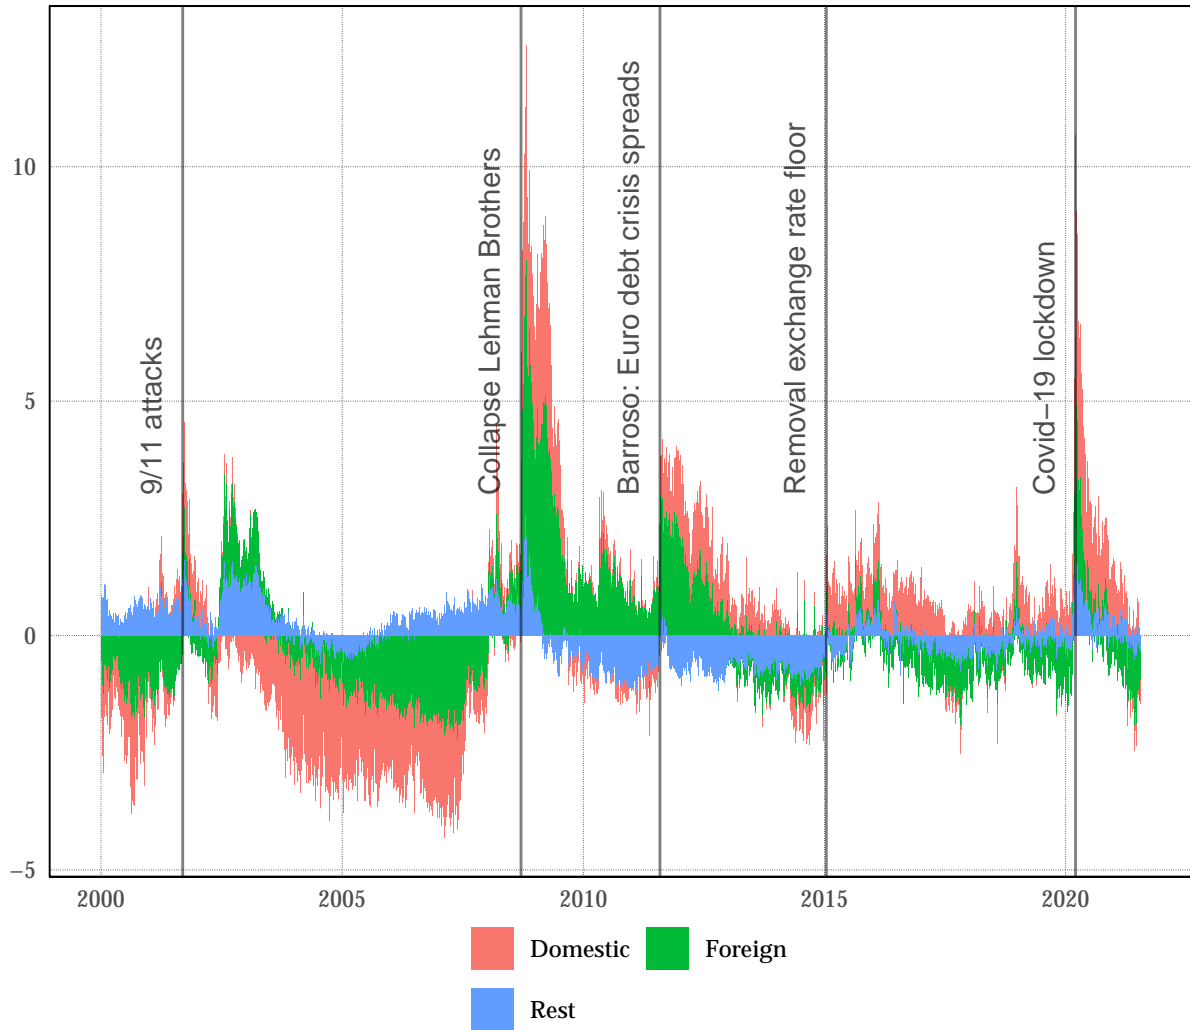 10
5
0
−5
9/11 attacks
Collapse Lehman Brothers
Barroso: Euro debt crisis spreads
Removal exchange rate floor
Covid−19 lockdown
2000 2005 2010 2015 2020
Domestic Foreign
Rest